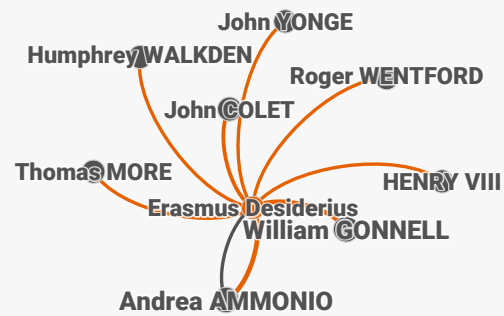 John YONGE
Humphrey WALKDEN
Roger WENTFORD
John COLET
Thomas MORE
HENRY VIII
Erasmus Desiderius
William GONNELL
Andrea AMMONIO